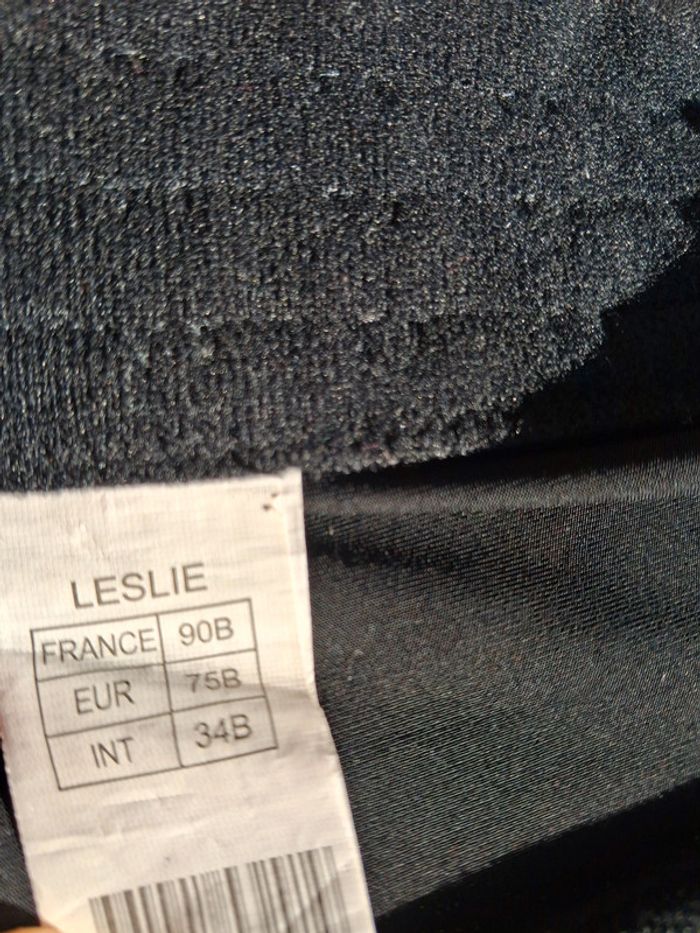 LESLIE
FRANCE 90B
EUR 75B
INT 34B